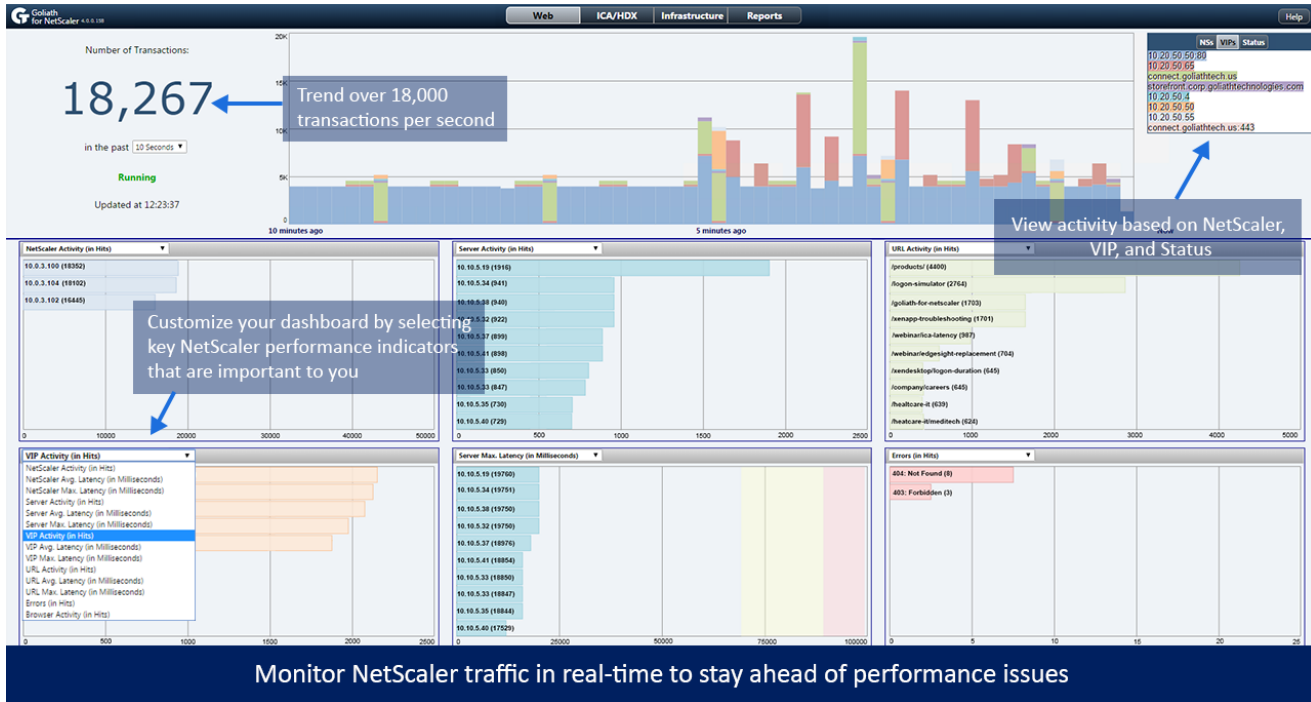 Goliath
for NetScaler 4.0.0.198
Web
ICA/HDX
Infrastructure
Reports
Help
Number of Transactions:
18,267
in the past 10 Seconds
Running
Updated at 12:23:37
20K
15K
10K
5K
0
10 minutes ago
5 minutes ago
Trend over 18,000
transactions per second
NSs VIPs Status
10.20.50.50:80
10.20.50.65
connect.goliathtech.us
storefront.corp.goliathtechnologies.com
10.20.50.4
10.20.50.50
10.20.50.55
connect.goliathtech.us:443
View activity based on NetScaler,
VIP, and Status
NetScaler Activity (in Hits)
10.0.3.100 (18352)
10.0.3.104 (18102)
10.0.3.102 (16445)
0 10000 20000 30000 40000 50000
Customize your dashboard by selecting
key NetScaler performance indicators
that are important to you
Server Activity (in Hits)
10.10.5.19 (1916)
10.10.5.34 (941)
10.10.5.38 (940)
10.10.5.32 (922)
10.10.5.37 (899)
10.10.5.41 (898)
10.10.5.33 (850)
10.10.5.33 (847)
10.10.5.35 (730)
10.10.5.40 (729)
0 500 1000 1500 2000 2500
URL Activity (in Hits)
/products/ (4400)
/logon-simulator (2764)
/goliath-for-netscaler (1703)
/xenapp-troubleshooting (1701)
/webinar/ica-latency (987)
/webinar/edgesight-replacement (704)
/xendesktop/logon-duration (645)
/company/careers (645)
/healtcare-it (639)
/heatcare-it/meditech (624)
0 1000 2000 3000 4000 5000
VIP Activity (in Hits)
NetScaler Activity (in Hits)
NetScaler Avg. Latency (in Milliseconds)
NetScaler Max. Latency (in Milliseconds)
Server Activity (in Hits)
Server Avg. Latency (in Milliseconds)
Server Max. Latency (in Milliseconds)
VIP Activity (in Hits)
VIP Avg. Latency (in Milliseconds)
VIP Max. Latency (in Milliseconds)
URL Activity (in Hits)
URL Avg. Latency (in Milliseconds)
URL Max. Latency (in Milliseconds)
Errors (in Hits)
Browser Activity (in Hits)
0 500 1000 1500 2000 2500
Server Max. Latency (in Milliseconds)
10.10.5.19 (19760)
10.10.5.34 (19751)
10.10.5.38 (19750)
10.10.5.32 (19750)
10.10.5.37 (18976)
10.10.5.41 (18854)
10.10.5.33 (18850)
10.10.5.33 (18847)
10.10.5.35 (18844)
10.10.5.40 (17529)
0 25000 50000 75000 100000
Errors (in Hits)
404: Not Found (8)
403: Forbidden (3)
0 5 10 15 20 25
Monitor NetScaler traffic in real-time to stay ahead of performance issues